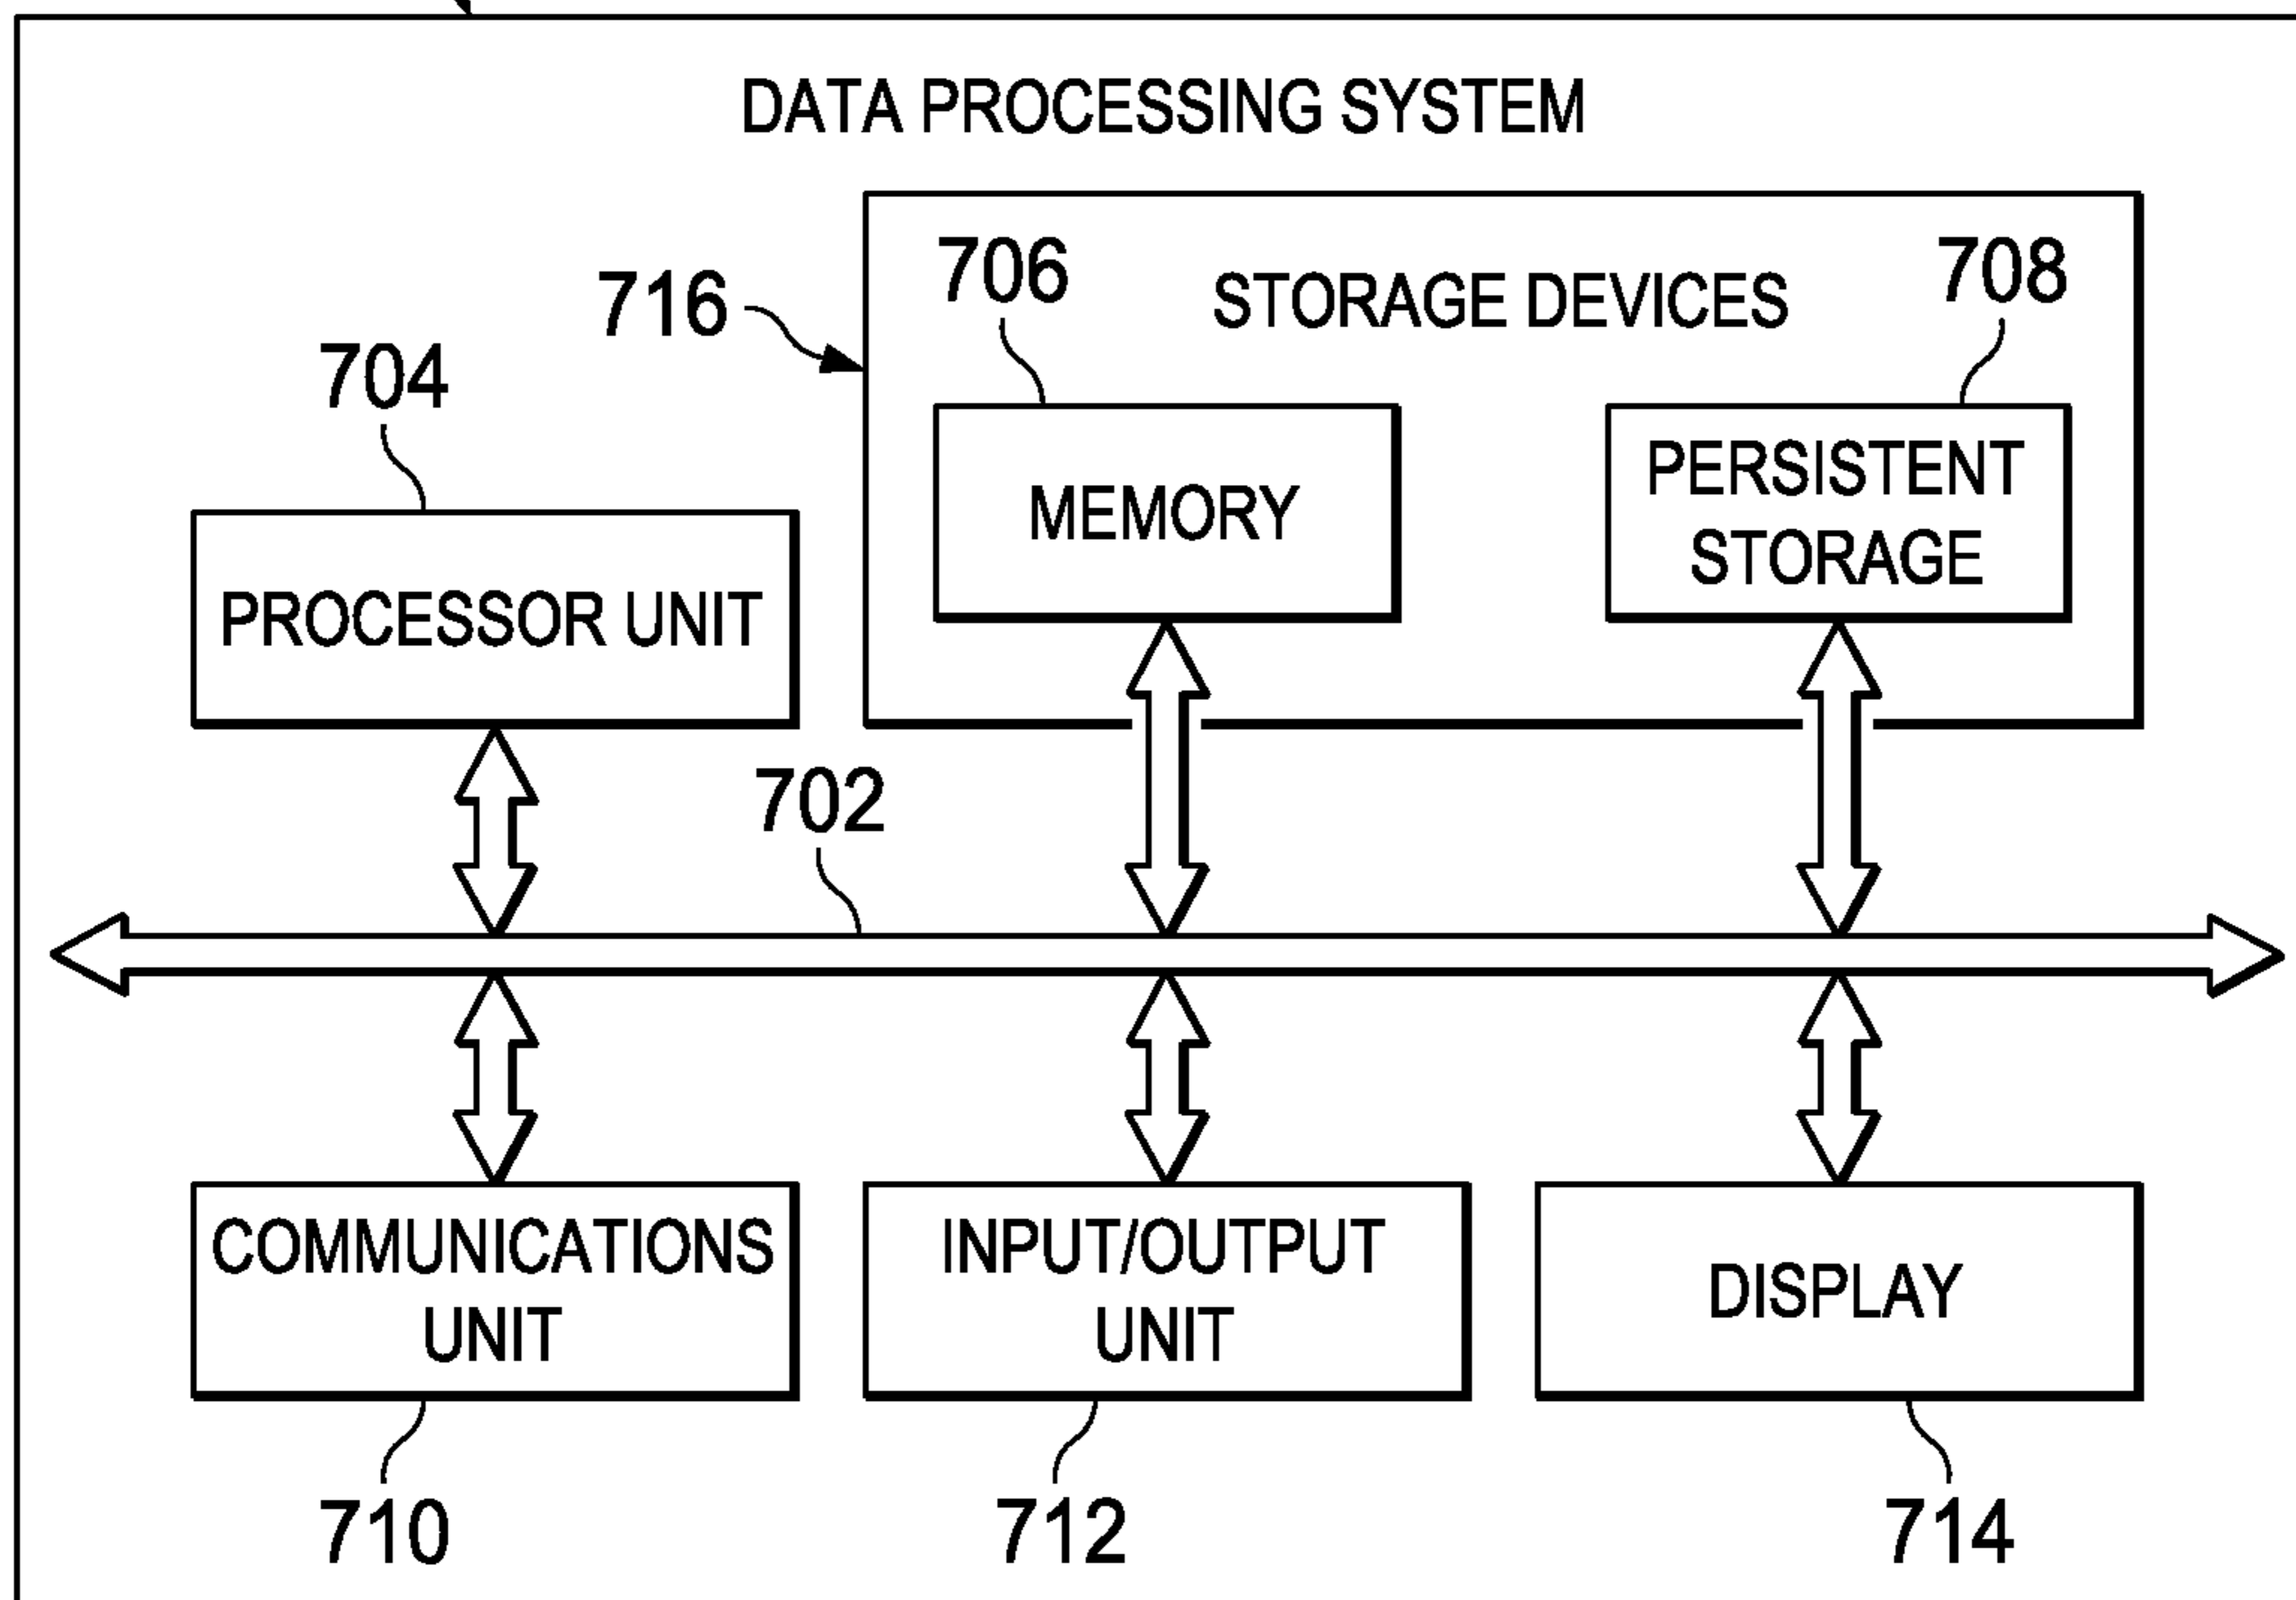 DATA PROCESSING SYSTEM
716
706
STORAGE DEVICES
708
704
MEMORY
PERSISTENT
STORAGE
PROCESSOR UNIT
702
COMMUNICATIONS
UNIT
INPUT/OUTPUT
UNIT
DISPLAY
710
712
714